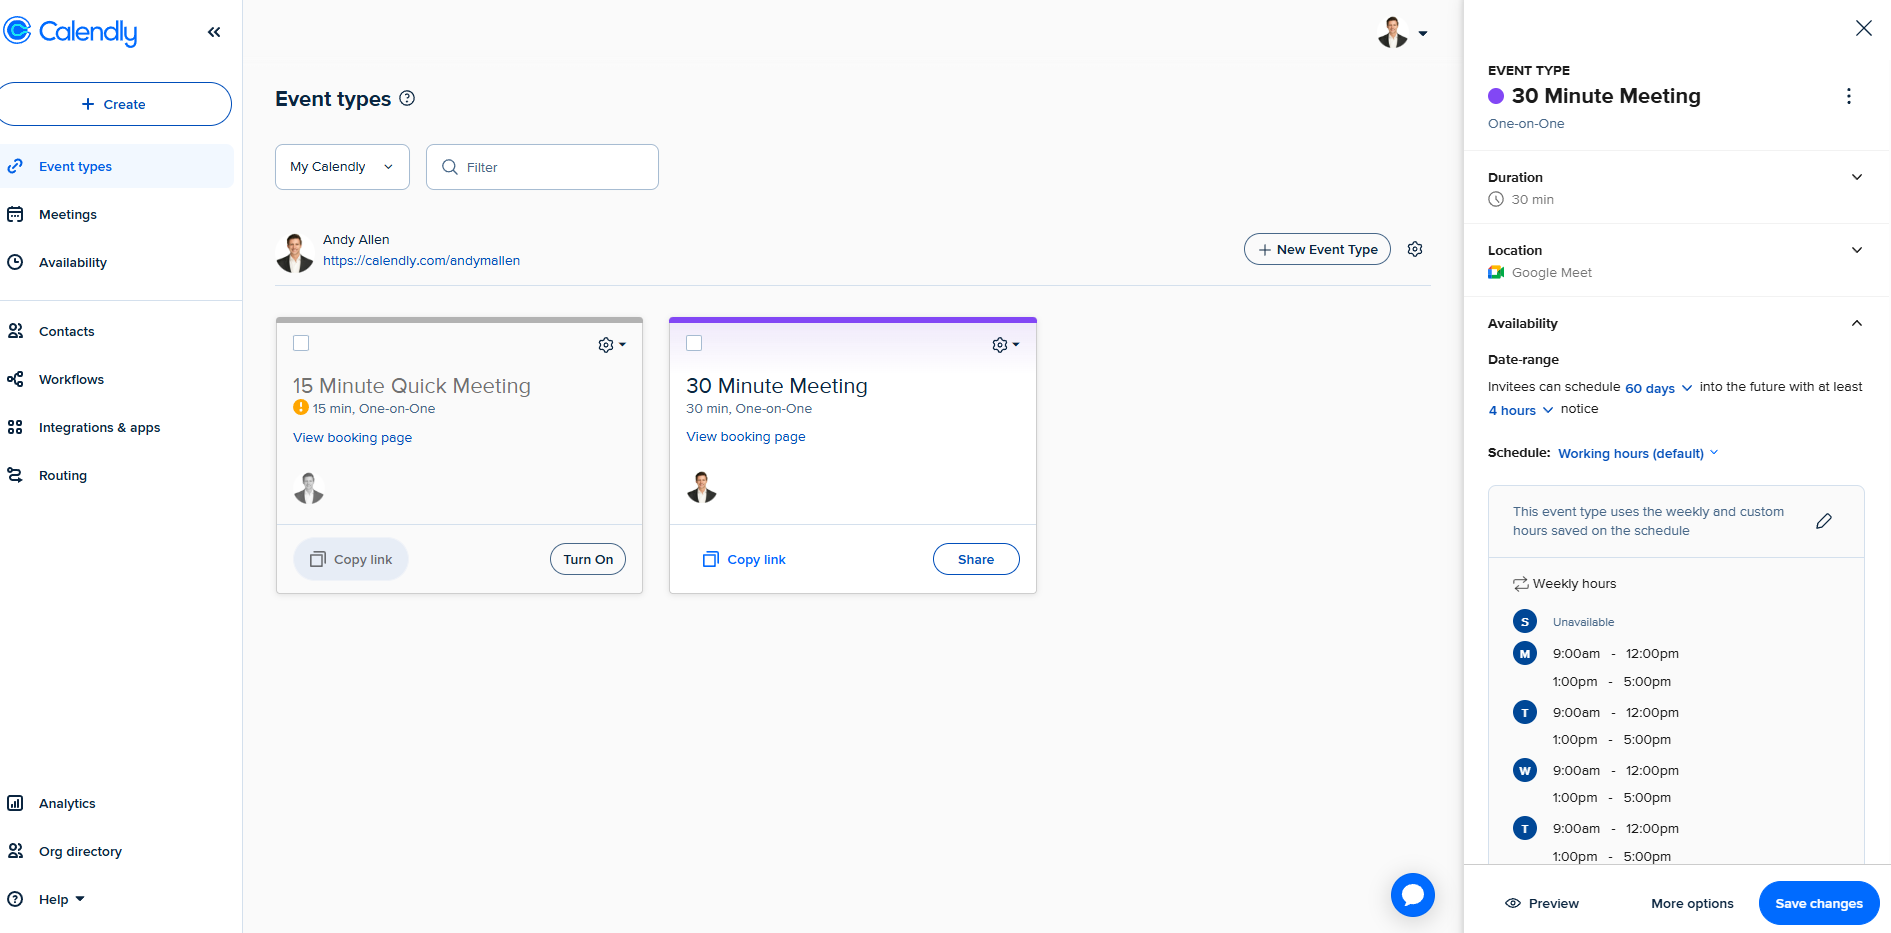 Calendly
Create
Event types
Meetings
Availability
Contacts
Workflows
Integrations & apps
Routing
Analytics
Org directory
Help
Event types
My Calendly
Filter
Andy Allen
https://calendly.com/andymallen
New Event Type
15 Minute Quick Meeting
15 min, One-on-One
View booking page
Copy link
Turn On
30 Minute Meeting
30 min, One-on-One
View booking page
Copy link
Share
EVENT TYPE
30 Minute Meeting
One-on-One
Duration
30 min
Location
Google Meet
Availability
Date-range
Invitees can schedule 60 days into the future with at least
4 hours notice
Schedule: Working hours (default)
This event type uses the weekly and custom
hours saved on the schedule
Weekly hours
S Unavailable
M 9:00am - 12:00pm
1:00pm - 5:00pm
T 9:00am - 12:00pm
1:00pm - 5:00pm
W 9:00am - 12:00pm
1:00pm - 5:00pm
T 9:00am - 12:00pm
1:00pm - 5:00pm
Preview
More options
Save changes